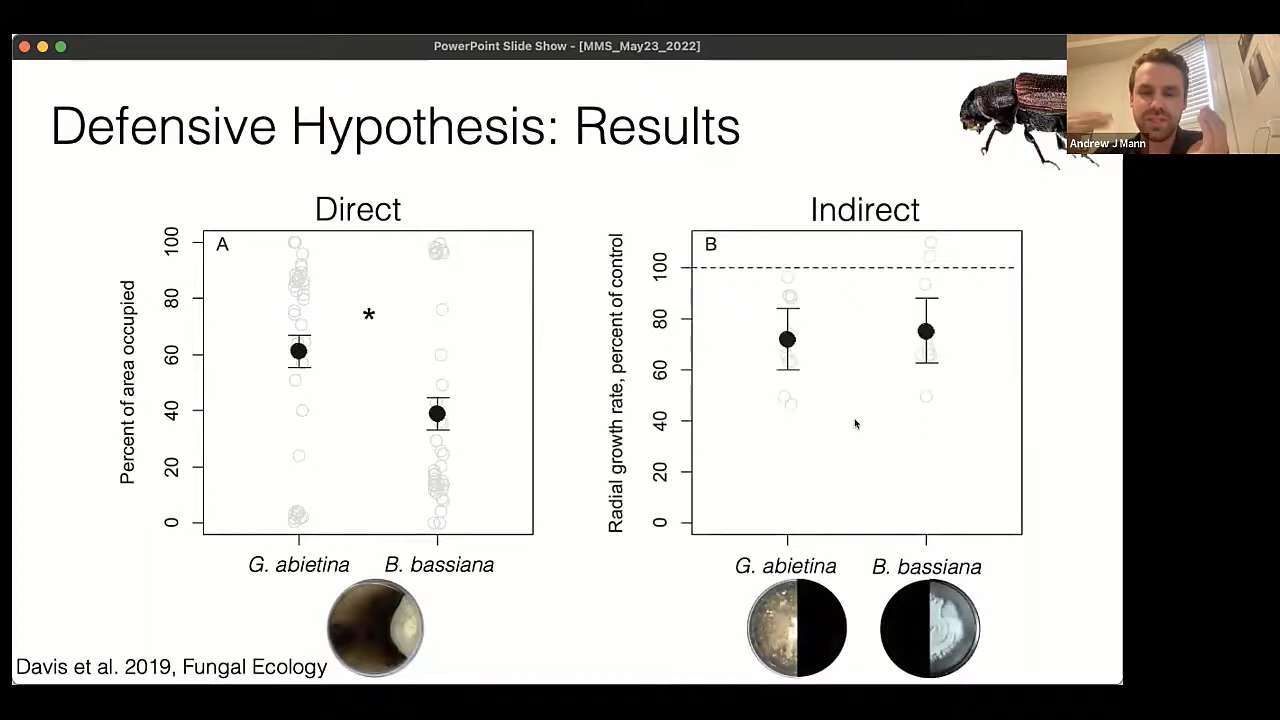 PowerPoint Slide Show - [MMS_May23_2022]
Andrew J Mann
Defensive Hypothesis: Results
Direct
A
Percent of area occupied
100
80
60
40
20
0
*
G. abietina
B. bassiana
Indirect
B
Radial growth rate, percent of control
100
80
60
40
20
0
G. abietina
B. bassiana
Davis et al. 2019, Fungal Ecology